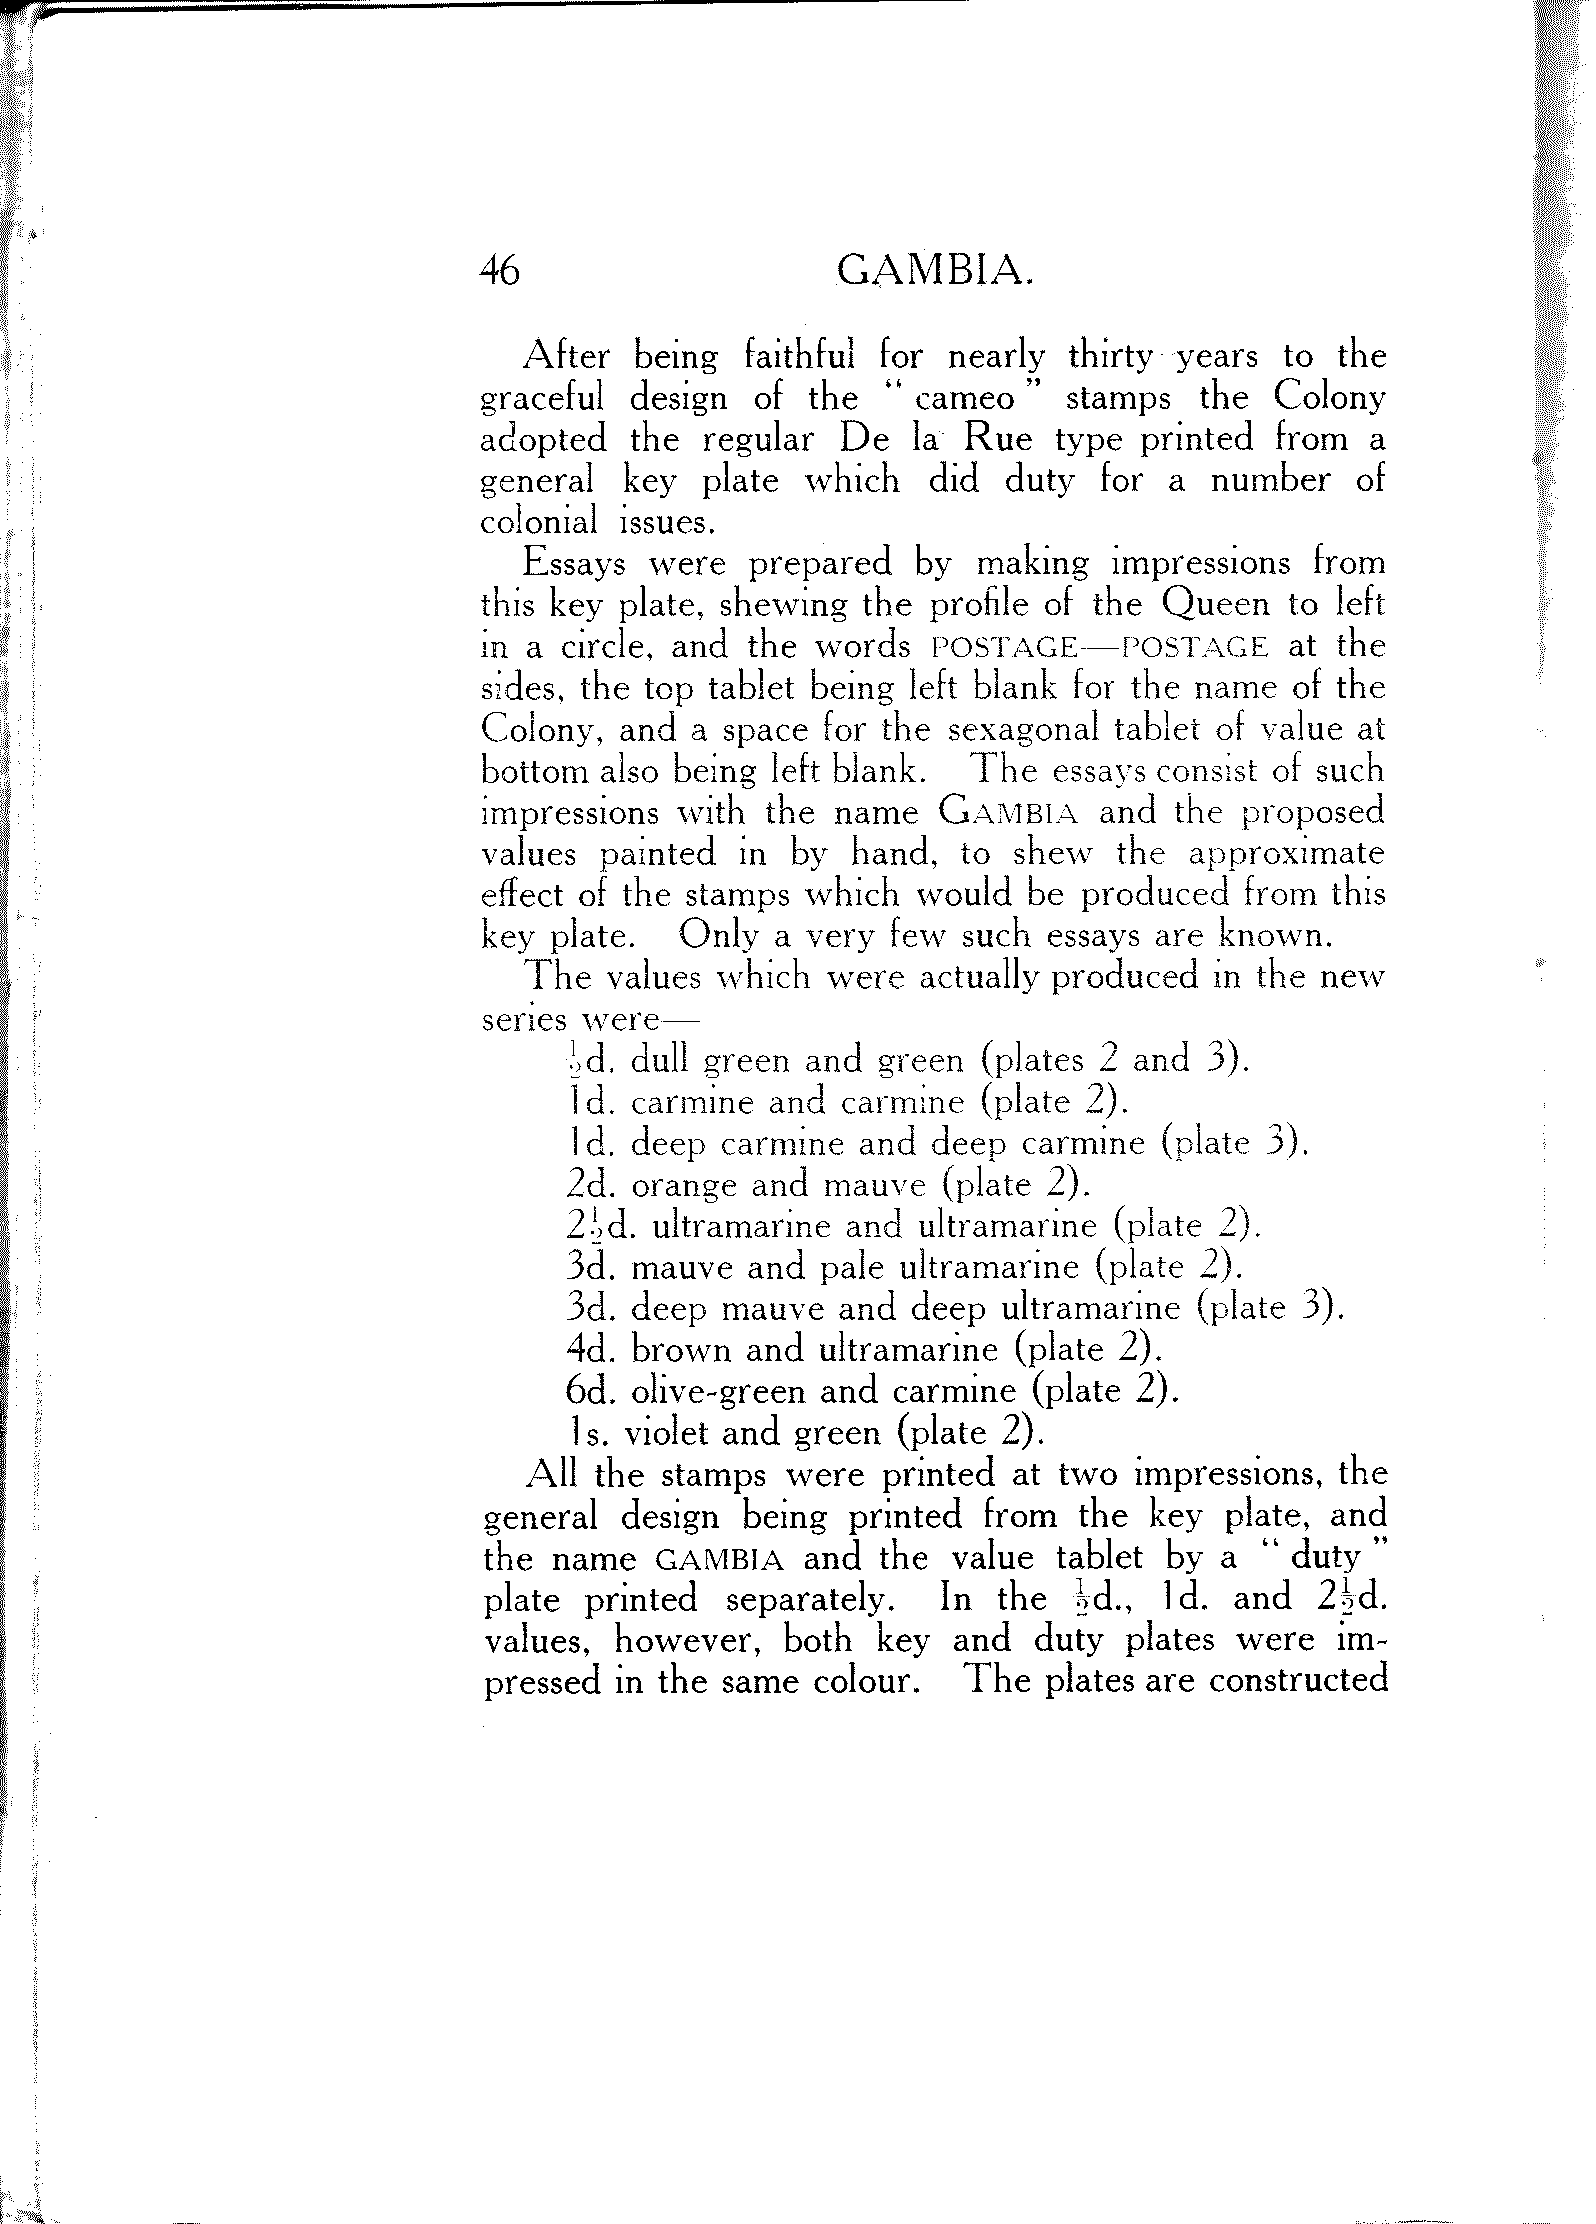 46 GAMBIA.
After being faithful for nearly thirty years to the
graceful design of the “cameo” stamps the Colony
adopted the regular De la Rue type printed from a
general key plate which did duty for a number of
colonial issues.
Essays were prepared by making impressions from
this key plate, shewing the profile of the Queen to left
in a circle, and the words POSTAGE—POSTAGE at the
sides, the top tablet being left blank for the name of the
Colony, and a space for the sexagonal tablet of value at
bottom also being left blank. The essays consist of such
impressions with the name GAMBIA and the proposed
values painted in by hand, to shew the approximate
effect of the stamps which would be produced from this
key plate. Only a very few such essays are known.
The values which were actually produced in the new
series were—
½d. dull green and green (plates 2 and 3).
1d. carmine and carmine (plate 2).
1d. deep carmine and deep carmine (plate 3).
2d. orange and mauve (plate 2).
2½d. ultramarine and ultramarine (plate 2).
3d. mauve and pale ultramarine (plate 2).
3d. deep mauve and deep ultramarine (plate 3).
4d. brown and ultramarine (plate 2).
6d. olive-green and carmine (plate 2).
1s. violet and green (plate 2).
All the stamps were printed at two impressions, the
general design being printed from the key plate, and
the name GAMBIA and the value tablet by a “duty”
plate printed separately. In the ½d., 1d. and 2½d.
values, however, both key and duty plates were im-
pressed in the same colour. The plates are constructed